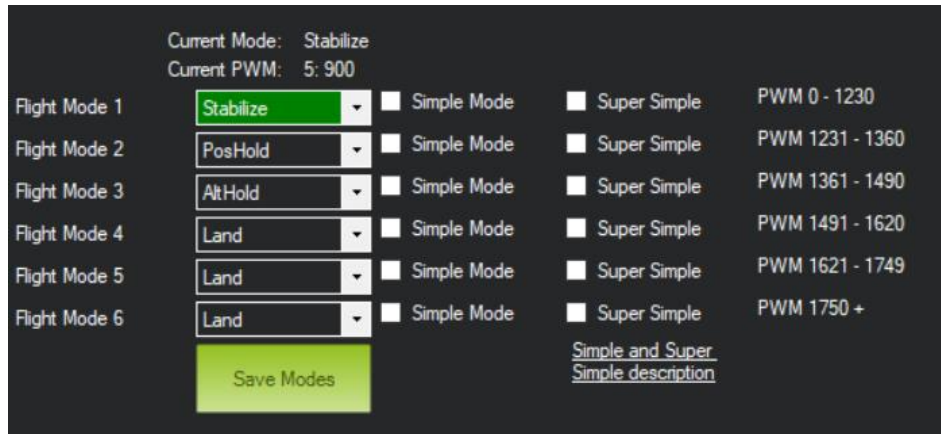 Current Mode: Stabilize
Current PWM: 5: 900
Flight Mode 1 Stabilize Simple Mode Super Simple PWM 0 - 1230
Flight Mode 2 PosHold Simple Mode Super Simple PWM 1231 - 1360
Flight Mode 3 AltHold Simple Mode Super Simple PWM 1361 - 1490
Flight Mode 4 Land Simple Mode Super Simple PWM 1491 - 1620
Flight Mode 5 Land Simple Mode Super Simple PWM 1621 - 1749
Flight Mode 6 Land Simple Mode Super Simple PWM 1750 +
Save Modes
Simple and Super
Simple description